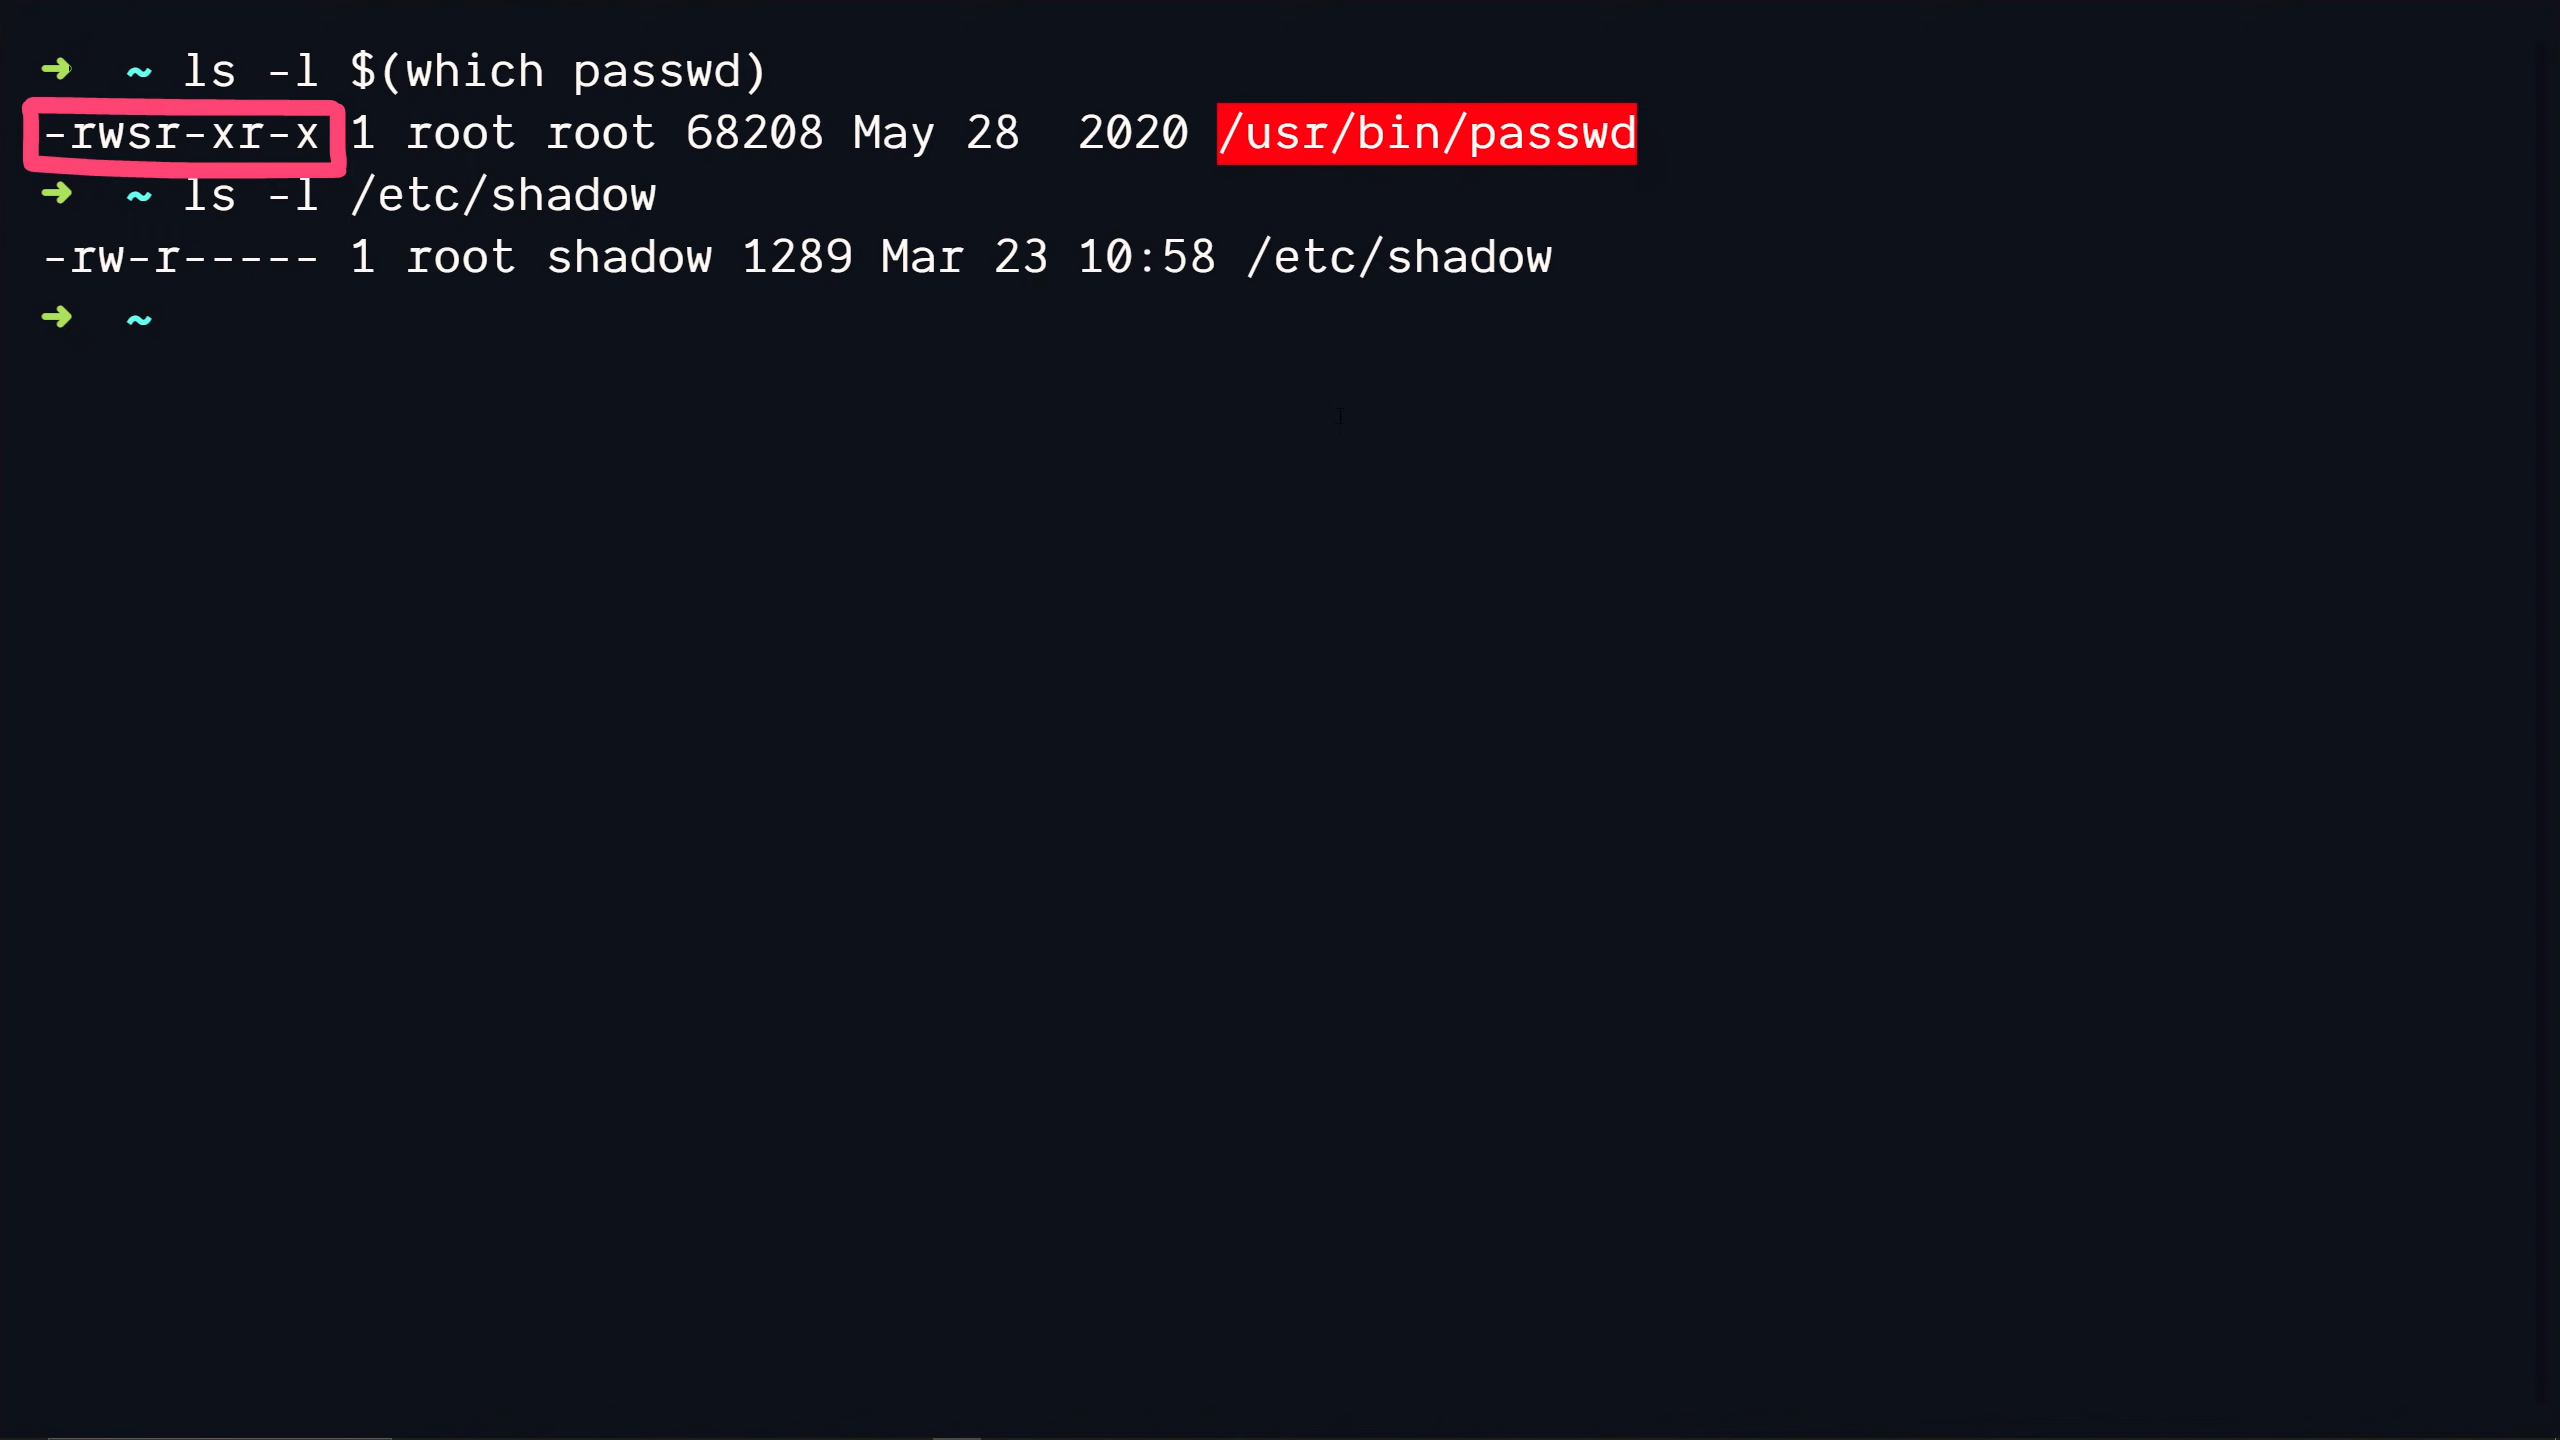 ➜ ~ ls -l $(which passwd)
-rwsr-xr-x 1 root root 68208 May 28  2020 /usr/bin/passwd
➜ ~ ls -l /etc/shadow
-rw-r----- 1 root shadow 1289 Mar 23 10:58 /etc/shadow
➜ ~